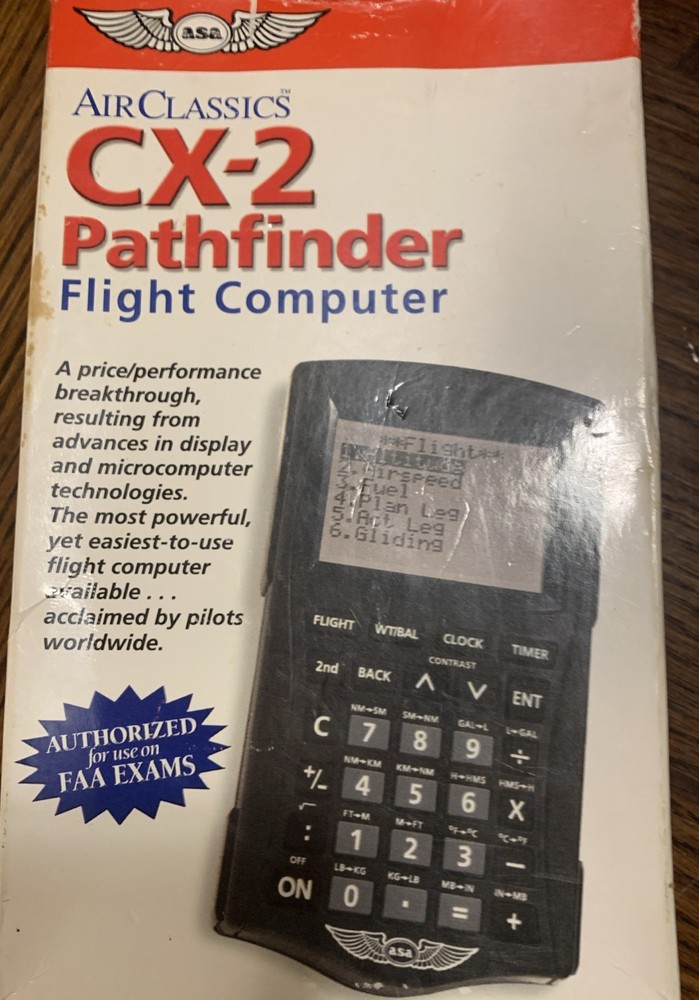 asa
AIRCLASSICS™
CX-2
Pathfinder
Flight Computer
A price/performance
breakthrough,
resulting from
advances in display
and microcomputer
technologies.
The most powerful,
yet easiest-to-use
flight computer
available . . .
acclaimed by pilots
worldwide.
AUTHORIZED
for use on
FAA EXAMS
**Flight**
1.Altitude
2.Airspeed
3.Fuel
4.Plan Leg
5.Act Leg
6.Gliding
FLIGHT WT/BAL CLOCK TIMER
CONTRAST
2nd BACK ∧ ∨ ENT
NM→SM SM→NM GAL→L L→GAL
C 7 8 9 ÷
NM→KM KM→NM H→HMS HMS→H
+/- 4 5 6 X
√ FT→M M→FT °F→°C °C→°F
: 1 2 3 −
OFF LB→KG KG→LB MB→IN IN→MB
ON 0 . = +
asa